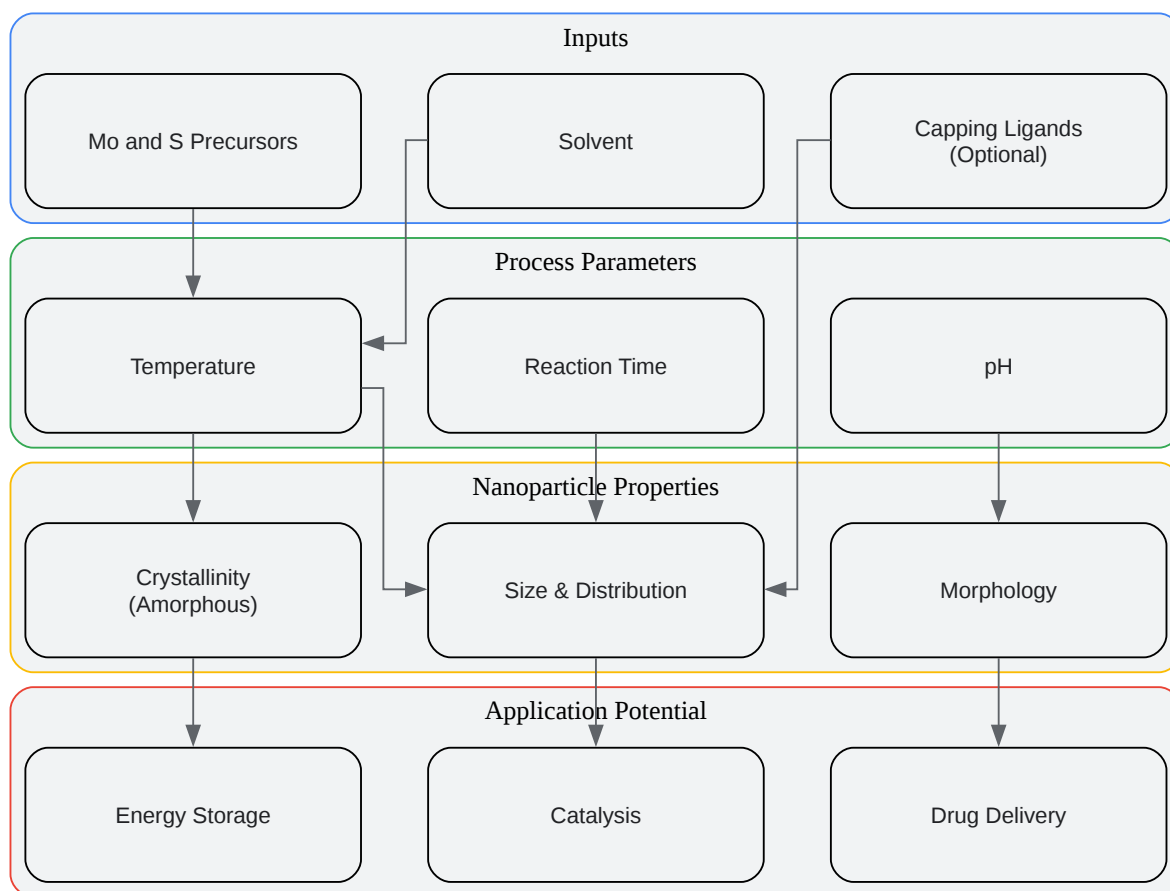 Inputs
Mo and S Precursors
Solvent
Capping Ligands
(Optional)
Process Parameters
Temperature
Reaction Time
pH
Nanoparticle Properties
Crystallinity
(Amorphous)
Size & Distribution
Morphology
Application Potential
Energy Storage
Catalysis
Drug Delivery